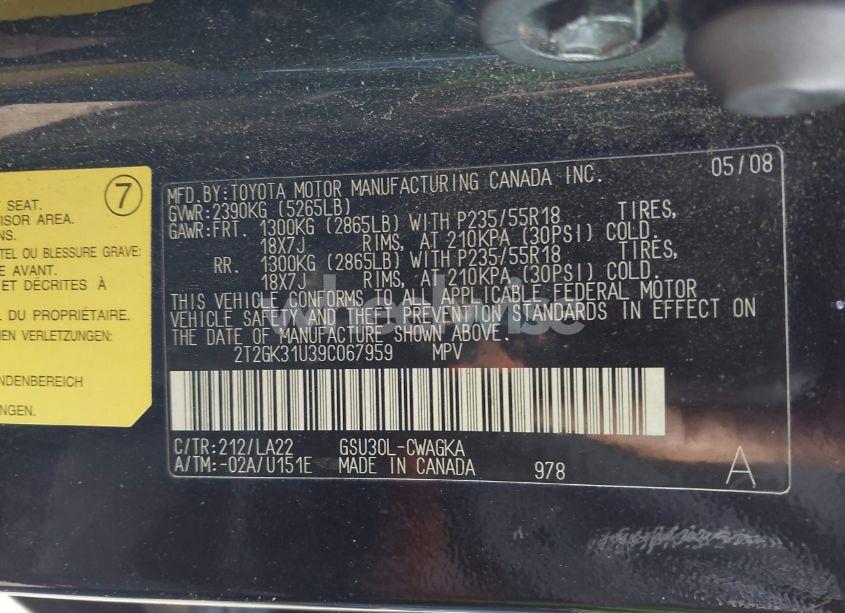 7
SEAT.
SOR AREA.
NS.
TEL OU BLESSURE GRAVE:
E AVANT.
ET DÉCRITES À
L DU PROPRIÉTAIRE.
EN VERLETZUNGEN:
NDENBEREICH
NGEN."
MFD.BY:TOYOTA MOTOR MANUFACTURING CANADA INC. 05/08
GVWR:2390KG (5265LB)
GAWR:FRT. 1300KG (2865LB) WITH P235/55R18 TIRES,
18X7J RIMS, AT 210KPA (30PSI) COLD.
RR. 1300KG (2865LB) WITH P235/55R18 TIRES,
18X7J RIMS, AT 210KPA (30PSI) COLD.
THIS VEHICLE CONFORMS TO ALL APPLICABLE FEDERAL MOTOR
VEHICLE SAFETY AND THEFT PREVENTION STANDARDS IN EFFECT ON
THE DATE OF MANUFACTURE SHOWN ABOVE.
2T2GK31U39C067959 MPV
C/TR:212/LA22 GSU30L-CWAGKA
A/TM:-02A/U151E MADE IN CANADA 978 A